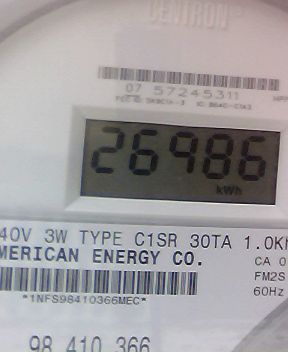 CENTRON®
07 57245311
26986
kWh
40V 3W TYPE C1SR 30TA 1.0Kh
MERICAN ENERGY CO.
CA 0
FM2S
60Hz
*1NFS98410366MEC*
98 410 366